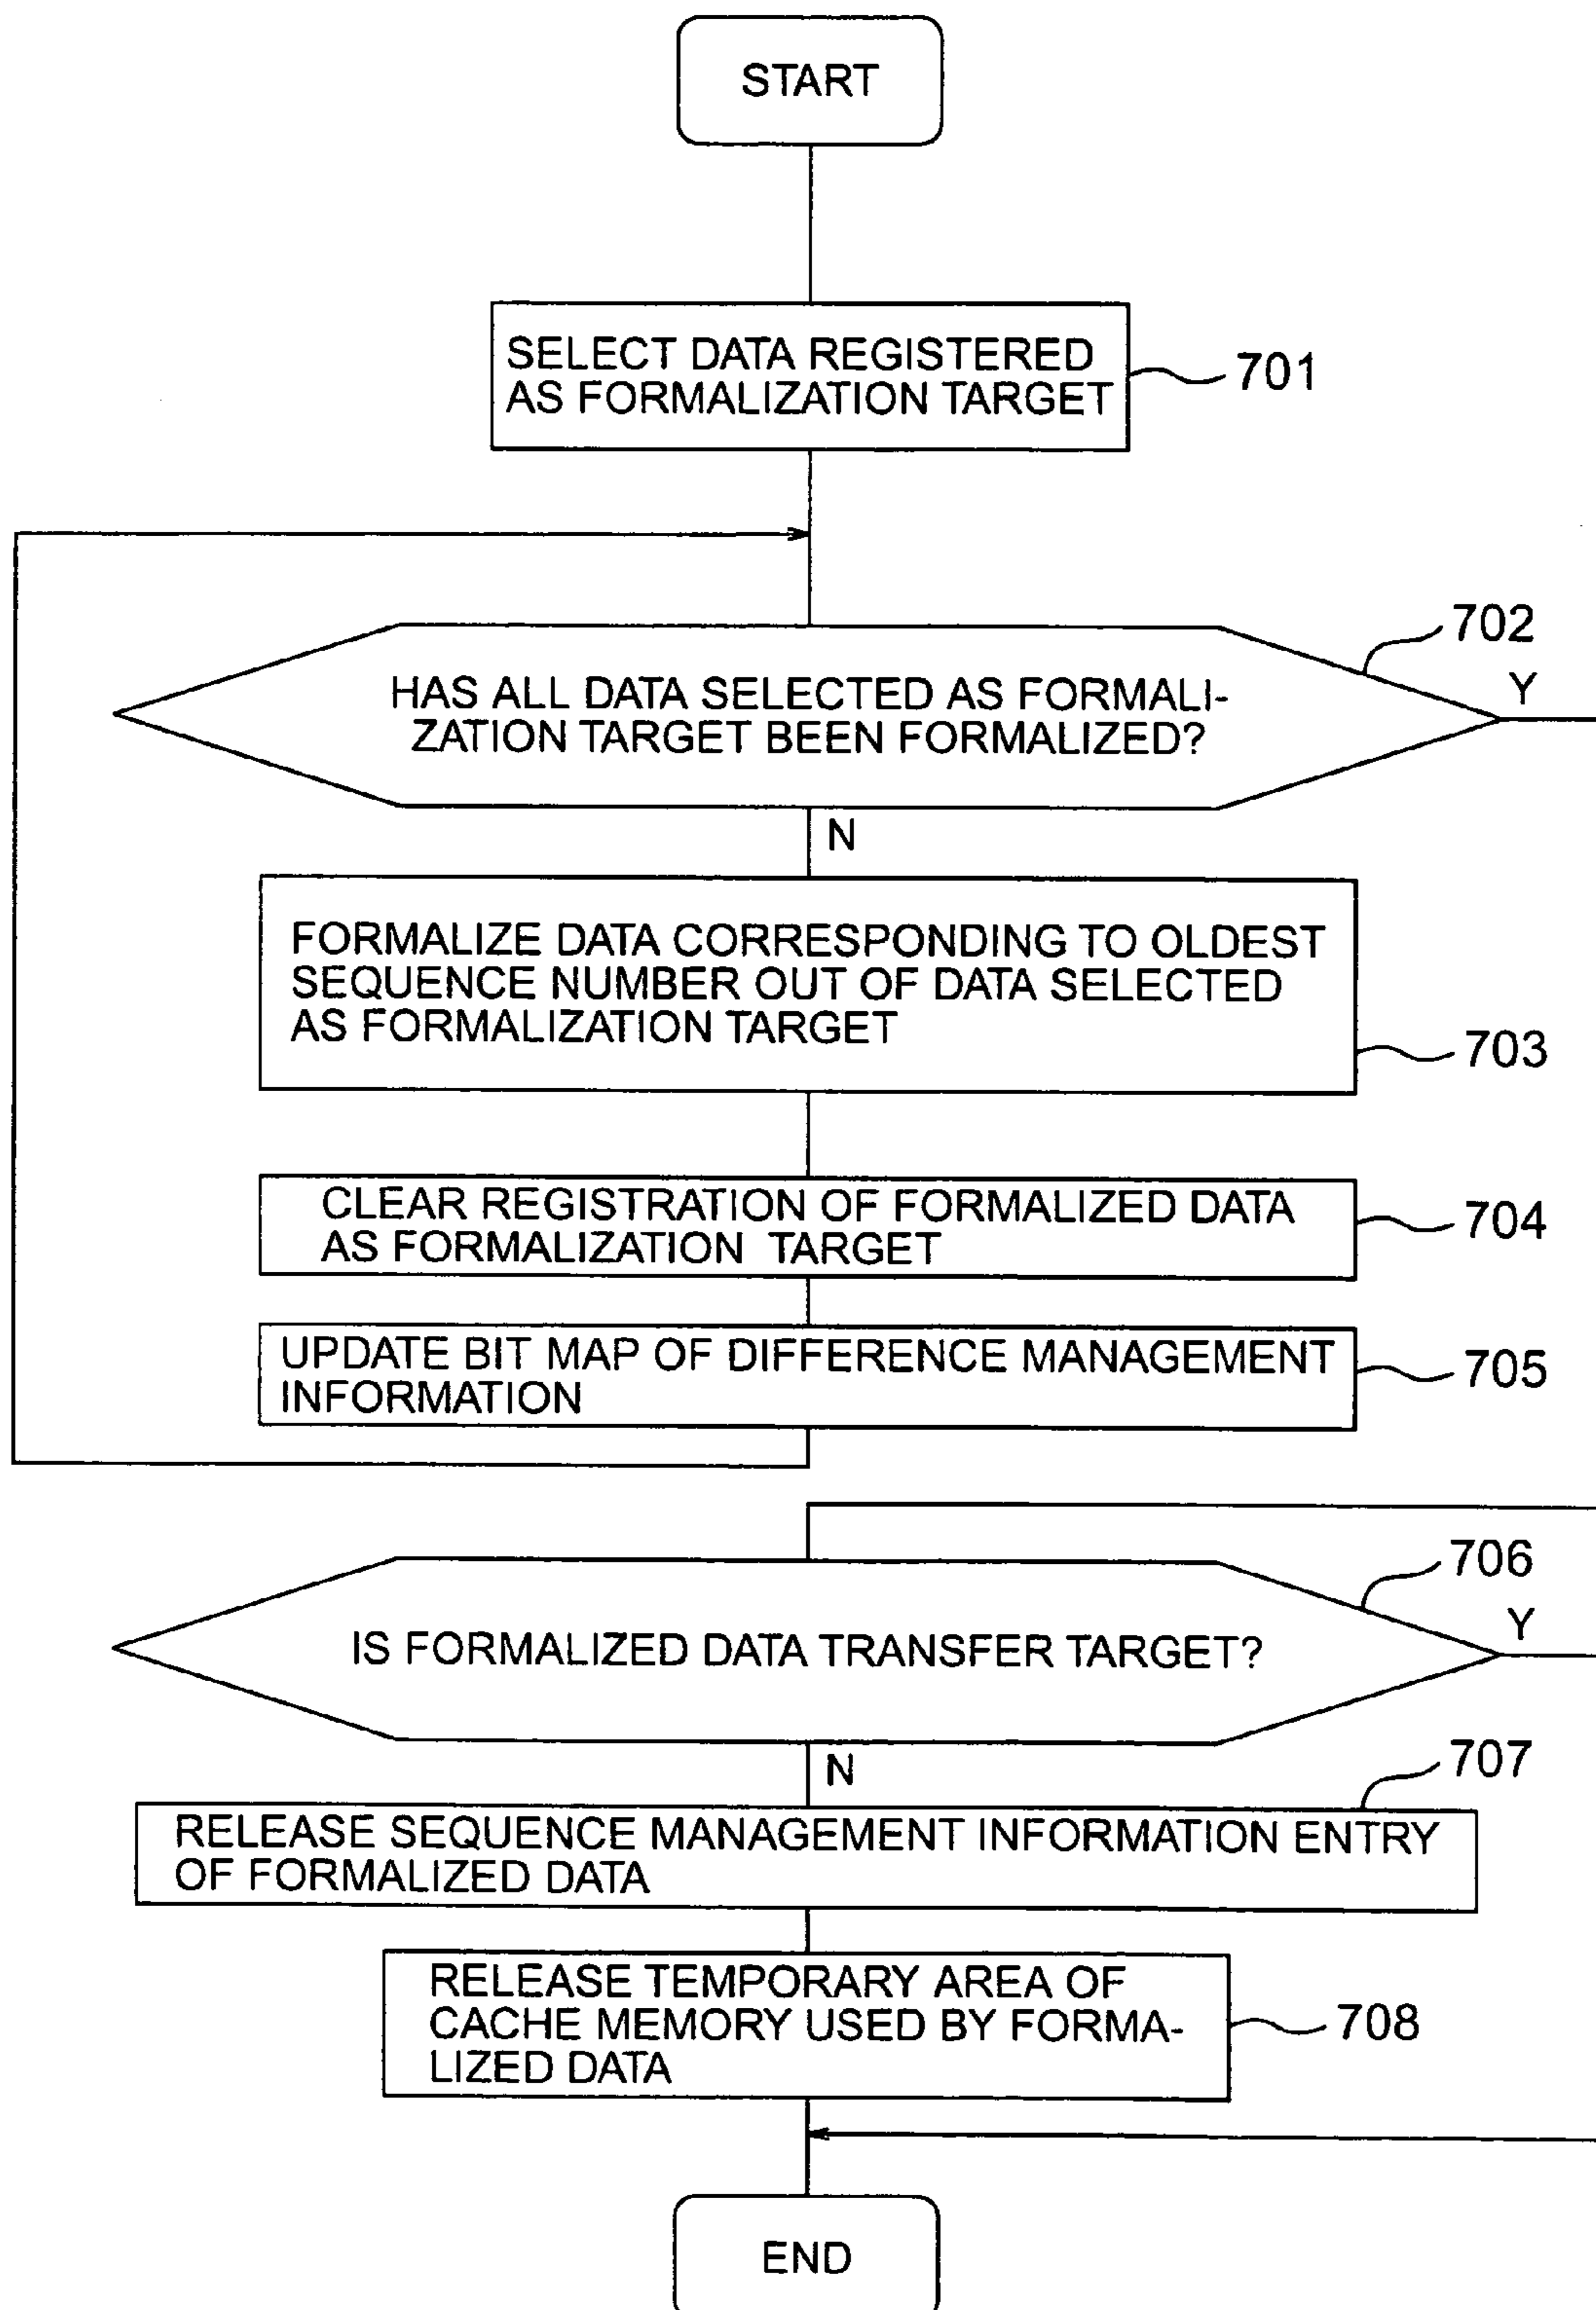 START
SELECT DATA REGISTERED
AS FORMALIZATION TARGET
701
702
HAS ALL DATA SELECTED AS FORMALI-
ZATION TARGET BEEN FORMALIZED?
Y
N
FORMALIZE DATA CORRESPONDING TO OLDEST
SEQUENCE NUMBER OUT OF DATA SELECTED
AS FORMALIZATION TARGET
703
CLEAR REGISTRATION OF FORMALIZED DATA
AS FORMALIZATION TARGET
704
UPDATE BIT MAP OF DIFFERENCE MANAGEMENT
INFORMATION
705
706
IS FORMALIZED DATA TRANSFER TARGET?
Y
N
707
RELEASE SEQUENCE MANAGEMENT INFORMATION ENTRY
OF FORMALIZED DATA
RELEASE TEMPORARY AREA OF
CACHE MEMORY USED BY FORMA-
LIZED DATA
708
END